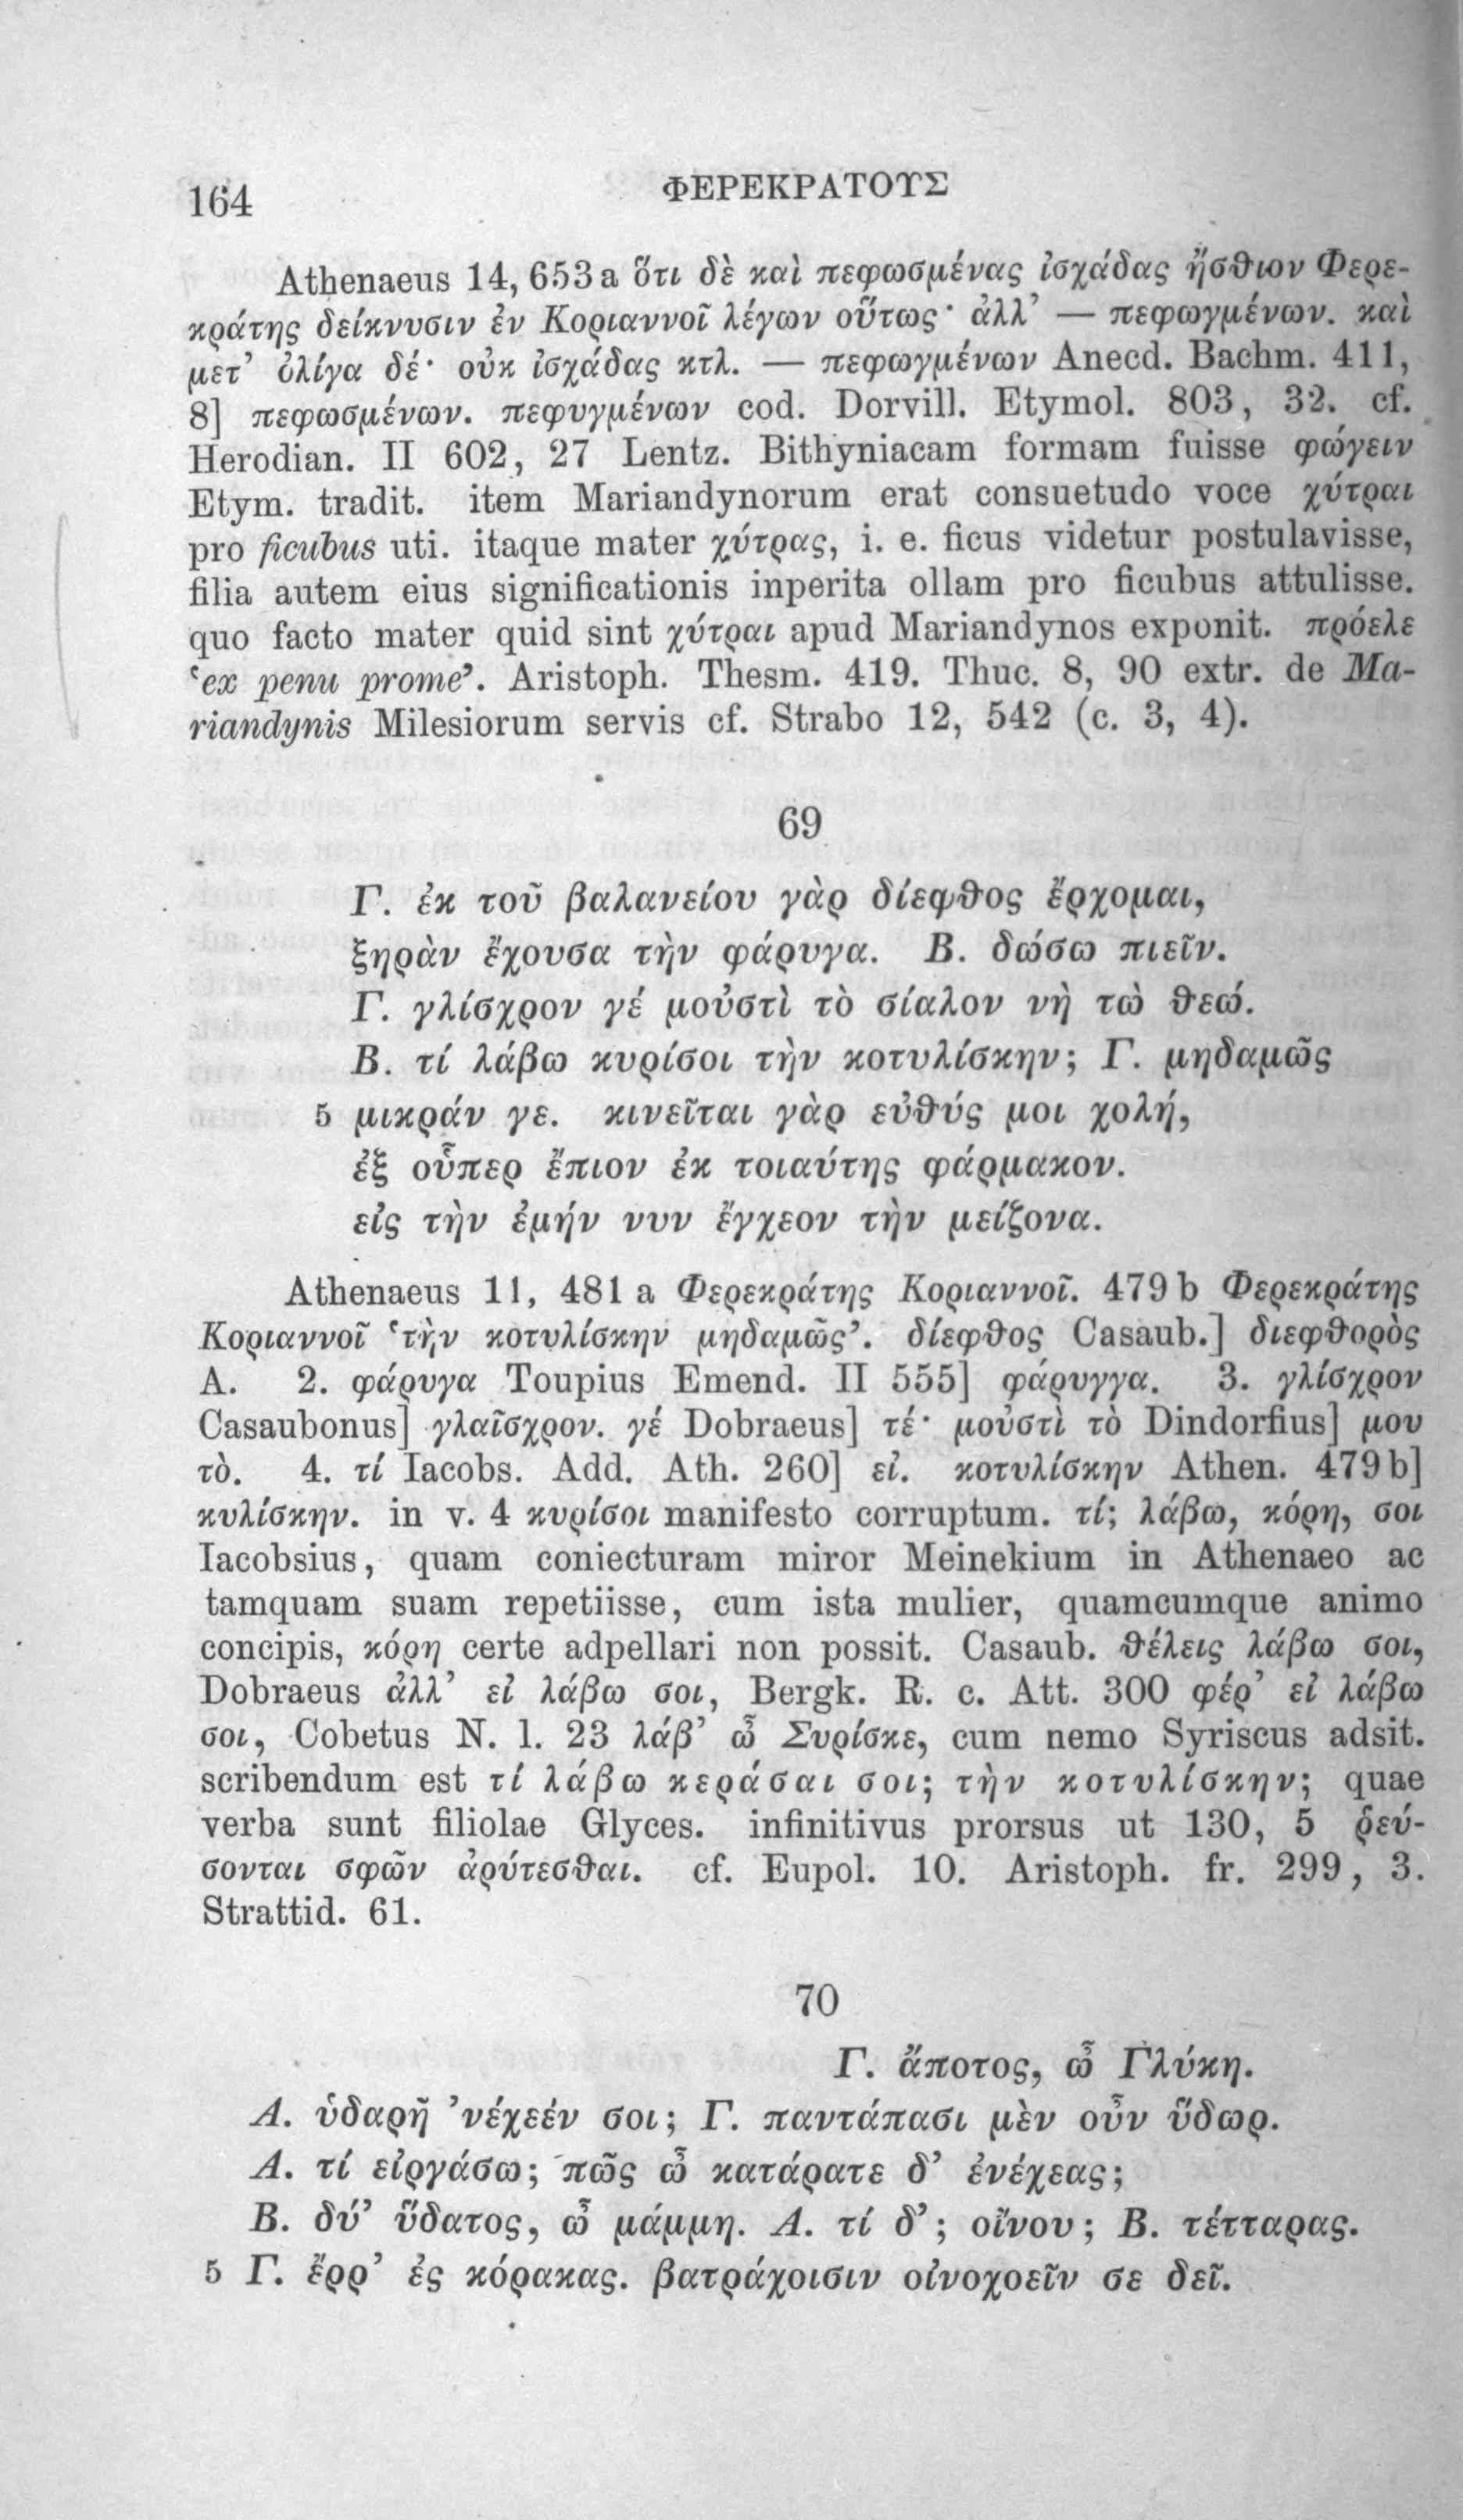 164
ΦΕΡΕΚΡΑΤΟΥΣ
Athenaeus 14, 653 a ὅτι δὲ καὶ πεφωσμένας ἰσχάδας ἤσθιον Φερε-
κράτης δείκνυσιν ἐν Κοριαννοῖ λέγων οὕτως· ἀλλ’ — πεφωγμένων. καὶ
μετ’ ὀλίγα δέ· οὐκ ἰσχάδας κτλ. — πεφωγμένων Anecd. Bachm. 411,
8] πεφωσμένων. πεφυγμένων cod. Dorvill. Etymol. 803, 32. cf.
Herodian. II 602, 27 Lentz. Bithyniacam formam fuisse φώγειν
Etym. tradit. item Mariandynorum erat consuetudo voce χύτραι
pro ficubus uti. itaque mater χύτρας, i. e. ficus videtur postulavisse,
filia autem eius significationis inperita ollam pro ficubus attulisse.
quo facto mater quid sint χύτραι apud Mariandynos exponit. πρόελε
‘ex penu prome’. Aristoph. Thesm. 419. Thuc. 8, 90 extr. de Ma-
riandynis Milesiorum servis cf. Strabo 12, 542 (c. 3, 4).
69
Γ. ἐκ τοῦ βαλανείου γὰρ δίεφθος ἔρχομαι,
ξηρὰν ἔχουσα τὴν φάρυγα. Β. δώσω πιεῖν.
Γ. γλίσχρον γέ μοὐστὶ τὸ σίαλον νὴ τὼ θεώ.
Β. τί λάβω κυρίσοι τὴν κοτυλίσκην; Γ. μηδαμῶς
5 μικράν γε. κινεῖται γὰρ εὐθύς μοι χολή,
ἐξ οὗπερ ἔπιον ἐκ τοιαύτης φάρμακον.
εἰς τὴν ἐμήν νυν ἔγχεον τὴν μείζονα.
Athenaeus 11, 481 a Φερεκράτης Κοριαννοῖ. 479 b Φερεκράτης
Κοριαννοῖ ‘τὴν κοτυλίσκην μηδαμῶς’. δίεφθος Casaub.] διεφθορὸς
A. 2. φάρυγα Toupius Emend. II 555] φάρυγγα. 3. γλίσχρον
Casaubonus] γλαῖσχρον. γέ Dobraeus] τέ· μοὐστὶ τὸ Dindorfius] μου
τὸ. 4. τί Iacobs. Add. Ath. 260] εἰ. κοτυλίσκην Athen. 479 b]
κυλίσκην. in v. 4 κυρίσοι manifesto corruptum. τί; λάβω, κόρη, σοι
Iacobsius, quam coniecturam miror Meinekium in Athenaeo ac
tamquam suam repetiisse, cum ista mulier, quamcumque animo
concipis, κόρη certe adpellari non possit. Casaub. θέλεις λάβω σοι,
Dobraeus ἀλλ’ εἰ λάβω σοι, Bergk. R. c. Att. 300 φέρ’ εἰ λάβω
σοι, Cobetus N. l. 23 λάβ’ ὦ Συρίσκε, cum nemo Syriscus adsit.
scribendum est τί λάβω κεράσαι σοι; τὴν κοτυλίσκην; quae
verba sunt filiolae Glyces. infinitivus prorsus ut 130, 5 ῥεύ-
σονται σφῶν ἀρύτεσθαι. cf. Eupol. 10. Aristoph. fr. 299, 3.
Strattid. 61.
70
Γ. ἄποτος, ὦ Γλύκη.
Α. ὑδαρῆ ’νέχεέν σοι; Γ. παντάπασι μὲν οὖν ὕδωρ.
Α. τί εἰργάσω; πῶς ὦ κατάρατε δ’ ἐνέχεας;
Β. δύ’ ὕδατος, ὦ μάμμη. Α. τί δ’; οἴνου; Β. τέτταρας.
5 Γ. ἔρρ’ ἐς κόρακας. βατράχοισιν οἰνοχοεῖν σε δεῖ.